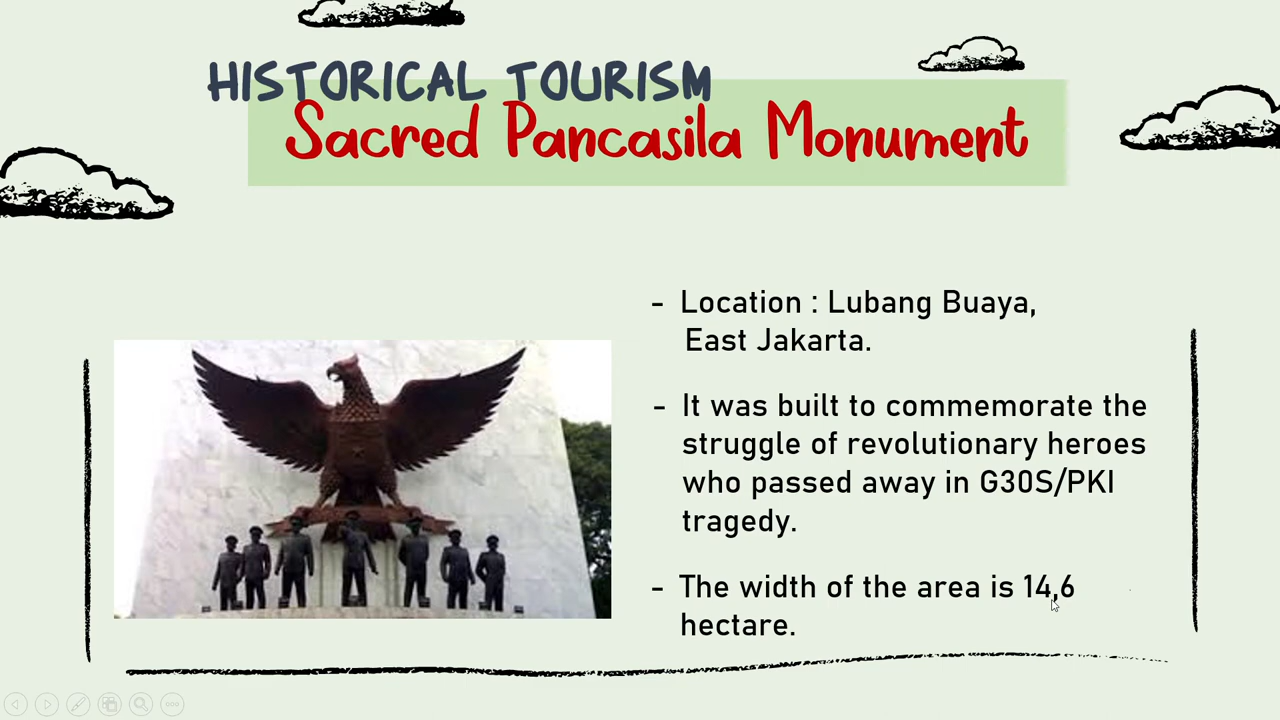 HISTORICAL TOURISM
Sacred Pancasila Monument
- Location : Lubang Buaya,
East Jakarta.
- It was built to commemorate the
struggle of revolutionary heroes
who passed away in G30S/PKI
tragedy.
- The width of the area is 14,6
hectare.